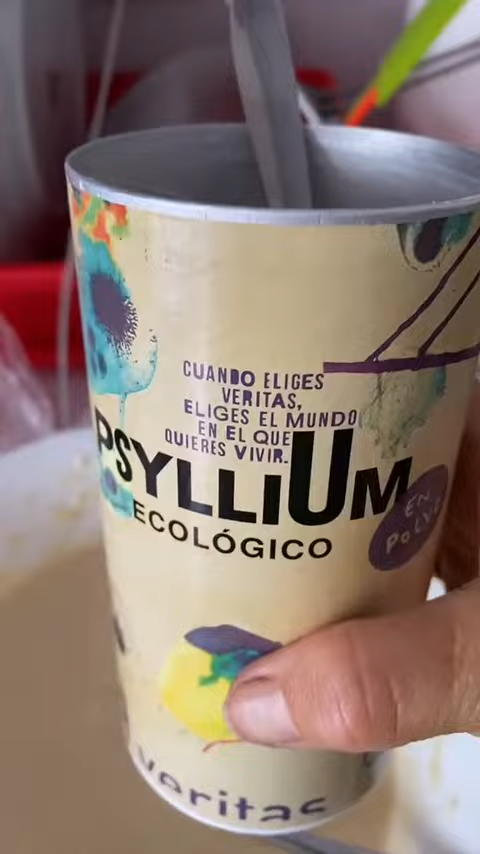 CUANDO ELIGES
VERITAS,
ELIGES EL MUNDO
EN EL QUE
QUIERES VIVIR.
PSYLLIUM
ECOLÓGICO
EN
POLVO
veritas